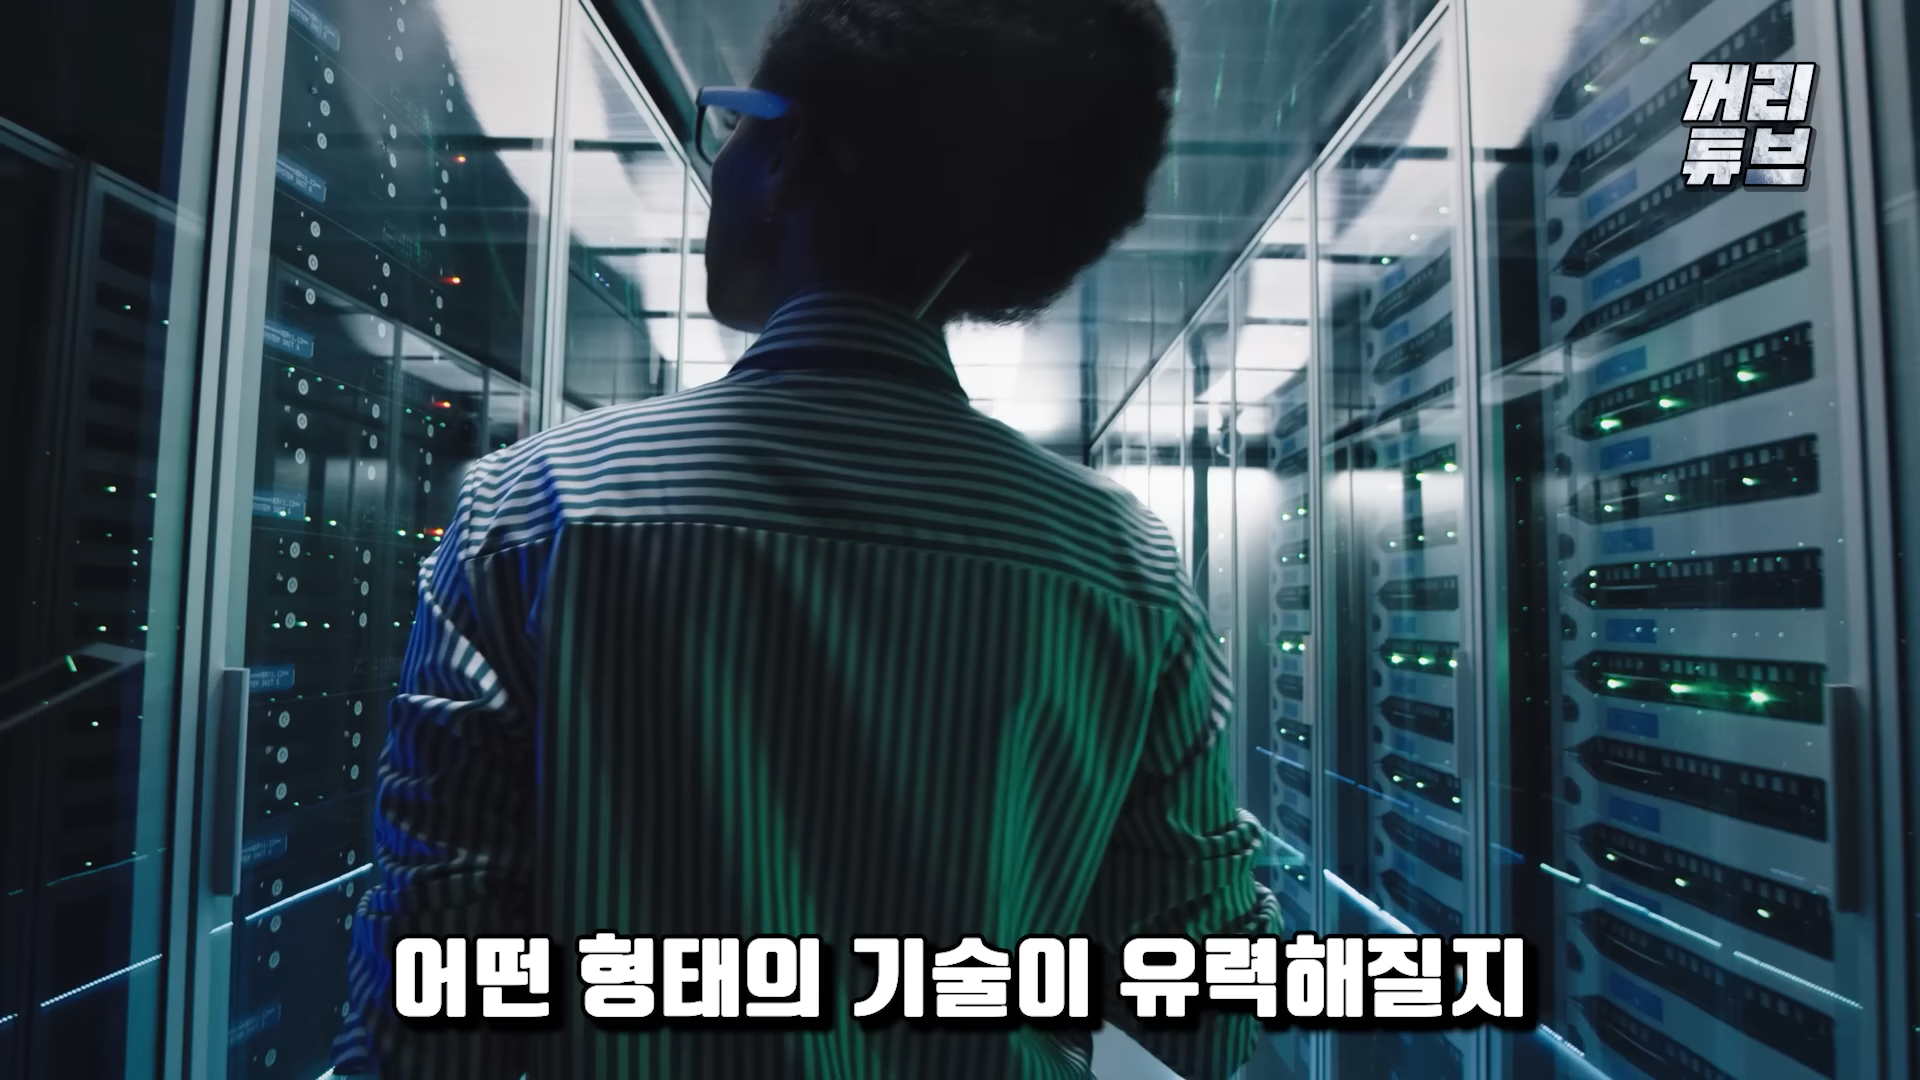 꺼리
튜브
어떤 형태의 기술이 유력해질지